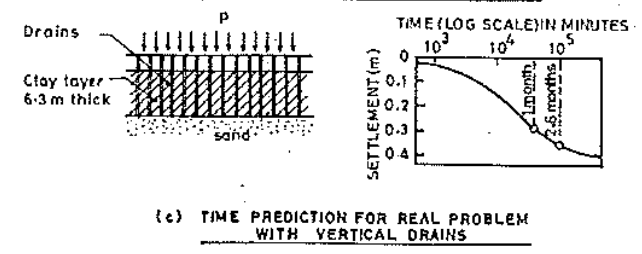 P
Drains
Clay layer
6.3 m thick
sand
TIME (LOG SCALE) IN MINUTES
10³ 10⁴ 10⁵
SETTLEMENT (m)
0
0.1
0.2
0.3
0.4
1 month
2.6 months
(c) TIME PREDICTION FOR REAL PROBLEM
WITH VERTICAL DRAINS